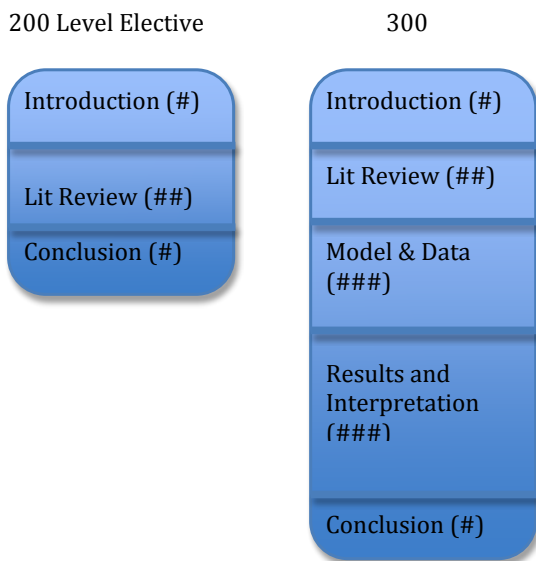 200 Level Elective
Introduction (#)
Lit Review (##)
Conclusion (#)
300
Introduction (#)
Lit Review (##)
Model & Data
(###)
Results and
Interpretation
(###)
Conclusion (#)